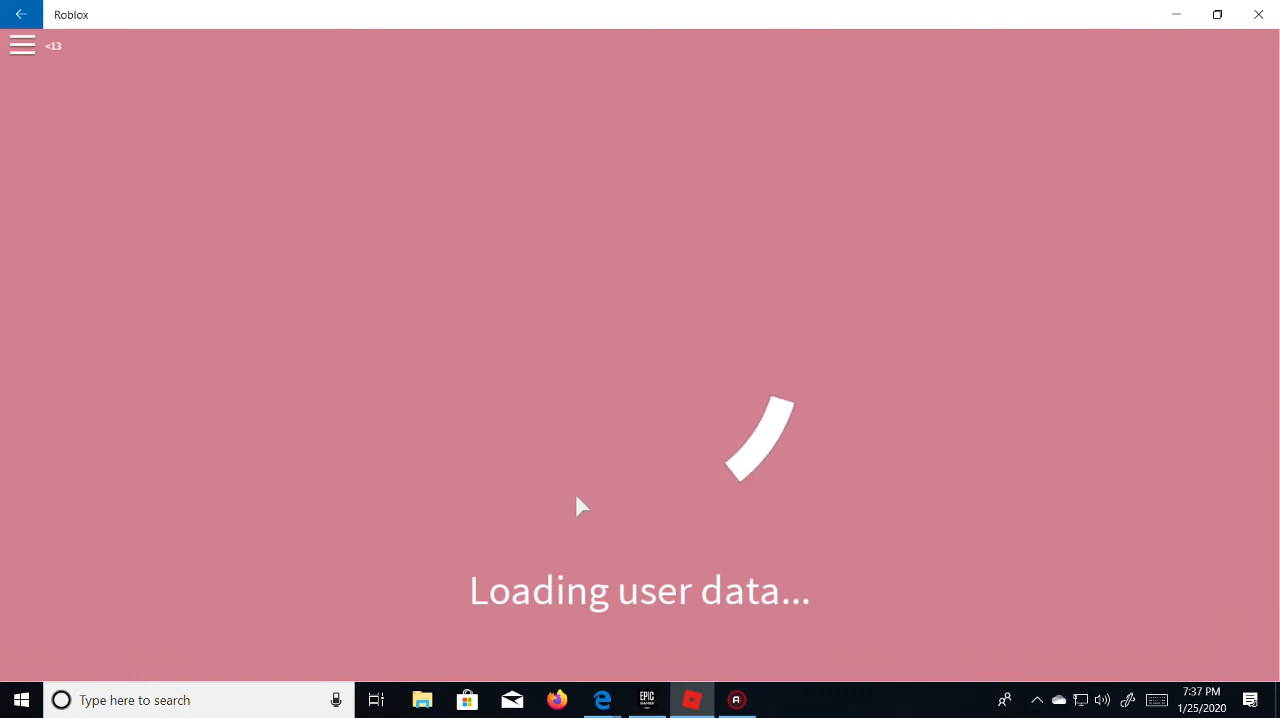 Roblox
<13
Loading user data...
Type here to search
EPIC
GAMES
A
7:37 PM
1/25/2020